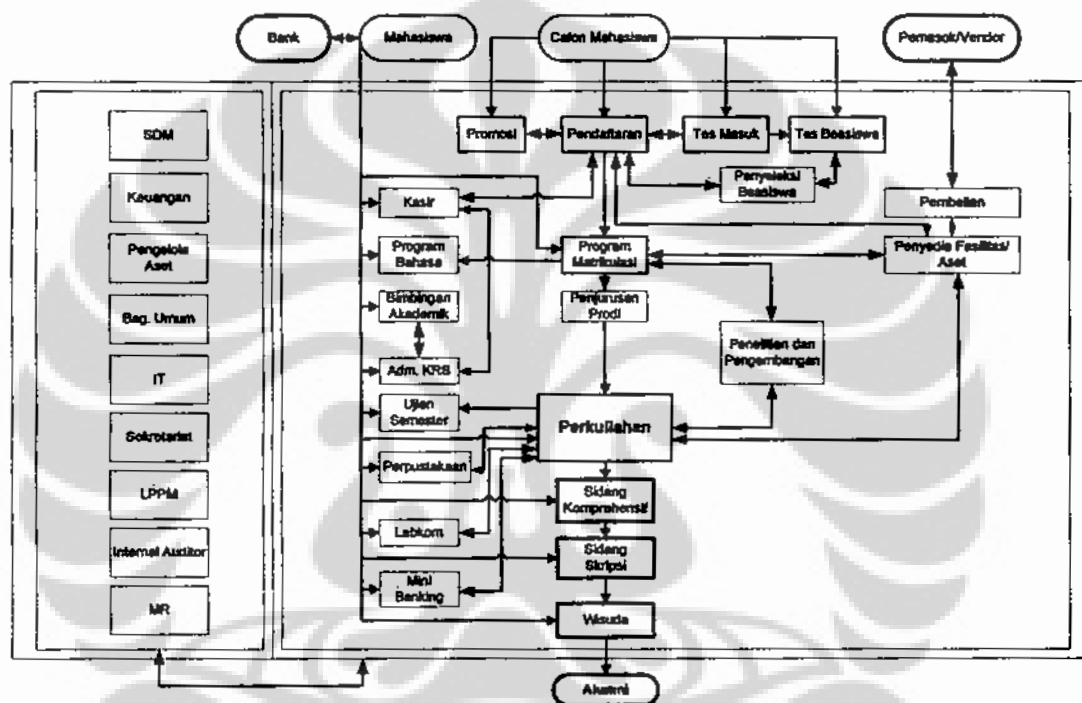 Bank
Mahasiswa
Calon Mahasiswa
Pemasok/Vendor
SDM
Keuangan
Pengelola
Aset
Bag. Umum
IT
Sekretariat
LPPM
Internal Auditor
MR
Promosi
Pendaftaran
Tes Masuk
Tes Beasiswa
Penyeleksi
Beasiswa
Kasir
Pembelian
Program
Bahasa
Program
Matrikulasi
Penyedia Fasilitas/
Aset
Bimbingan
Akademik
Penjurusan
Prodi
Penelitian dan
Pengembangan
Adm. KRS
Ujian
Semester
Perkuliahan
Perpustakaan
Sidang
Komprehensif
Labkom
Sidang
Skripsi
Mini
Banking
Wisuda
Alumni